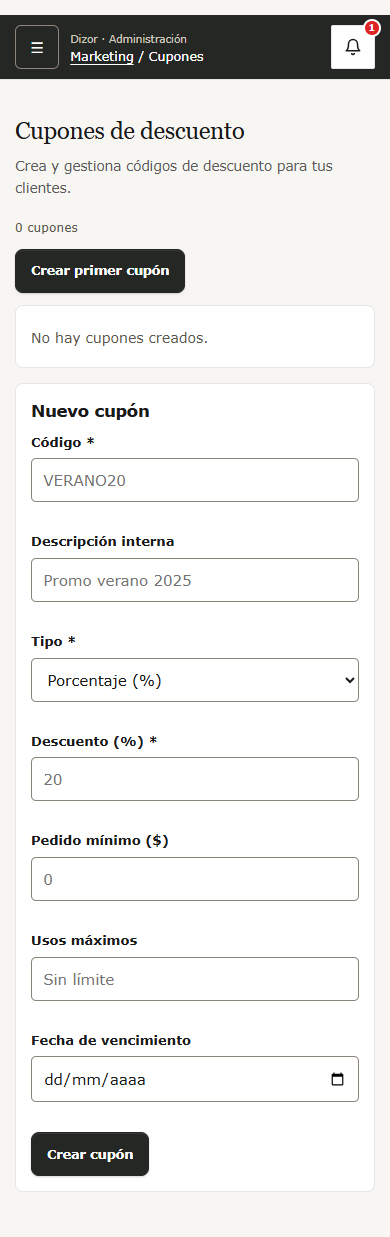 ☰
Dizor · Administración
Marketing / Cupones
1
Cupones de descuento
Crea y gestiona códigos de descuento para tus
clientes.
0 cupones
Crear primer cupón
No hay cupones creados.
Nuevo cupón
Código *
VERANO20
Descripción interna
Promo verano 2025
Tipo *
Porcentaje (%)
Descuento (%) *
20
Pedido mínimo ($)
0
Usos máximos
Sin límite
Fecha de vencimiento
dd/mm/aaaa
Crear cupón